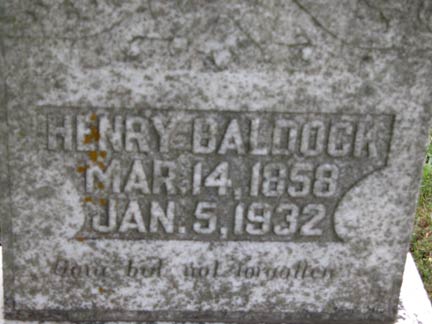 HENRY BALDOCK
MAR. 14, 1858
JAN. 5, 1932
Gone but not forgotten